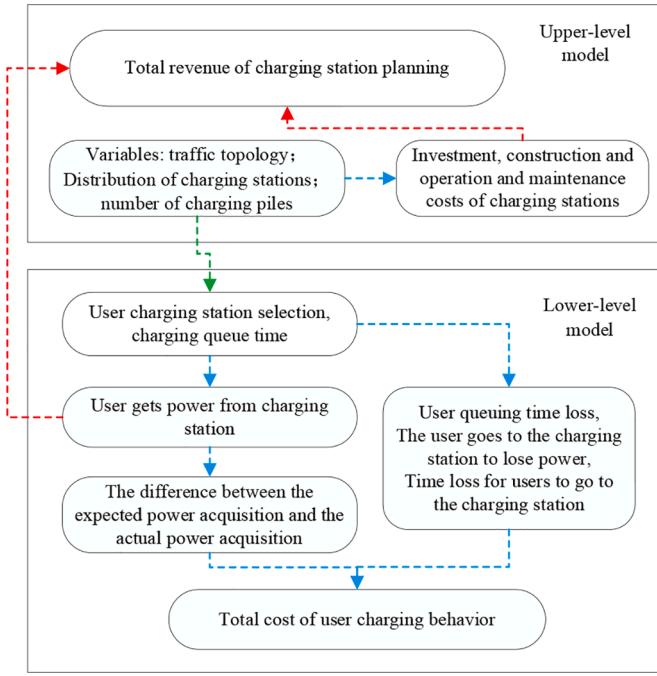 Upper-level
model
Total revenue of charging station planning
Variables: traffic topology;
Distribution of charging stations;
number of charging piles
Investment, construction and
operation and maintenance
costs of charging stations
Lower-level
model
User charging station selection,
charging queue time
User gets power from charging
station
User queuing time loss,
The user goes to the charging
station to lose power,
Time loss for users to go to
the charging station
The difference between the
expected power acquisition and the
actual power acquisition
Total cost of user charging behavior